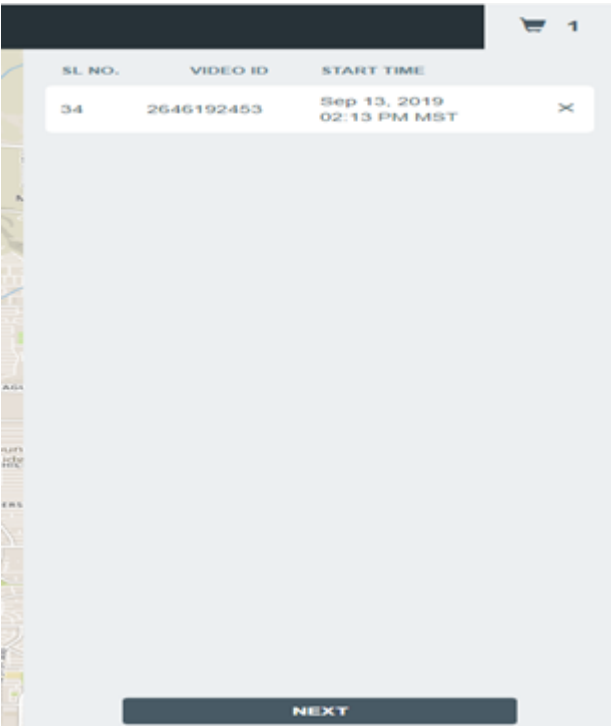 1
SL NO. VIDEO ID START TIME
34 2646192453 Sep 13, 2019
02:13 PM MST
NEXT